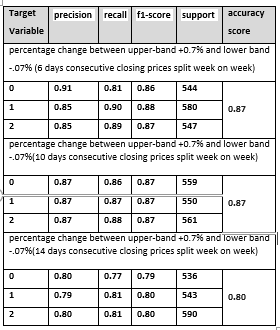 Target Variable precision recall f1-score support accuracy score
percentage change between upper-band +0.7% and lower band
-.07% (6 days consecutive closing prices split week on week)
0 0.91 0.81 0.86 544
1 0.85 0.90 0.88 580 0.87
2 0.85 0.89 0.87 547
percentage change between upper-band +0.7% and lower band
-.07%(10 days consecutive closing prices split week on week)
0 0.87 0.86 0.87 559
1 0.87 0.87 0.87 550 0.87
2 0.87 0.88 0.87 561
percentage change between upper-band +0.7% and lower band
-.07%(14 days consecutive closing prices split week on week)
0 0.80 0.77 0.79 536
1 0.79 0.81 0.80 543 0.80
2 0.80 0.81 0.80 590